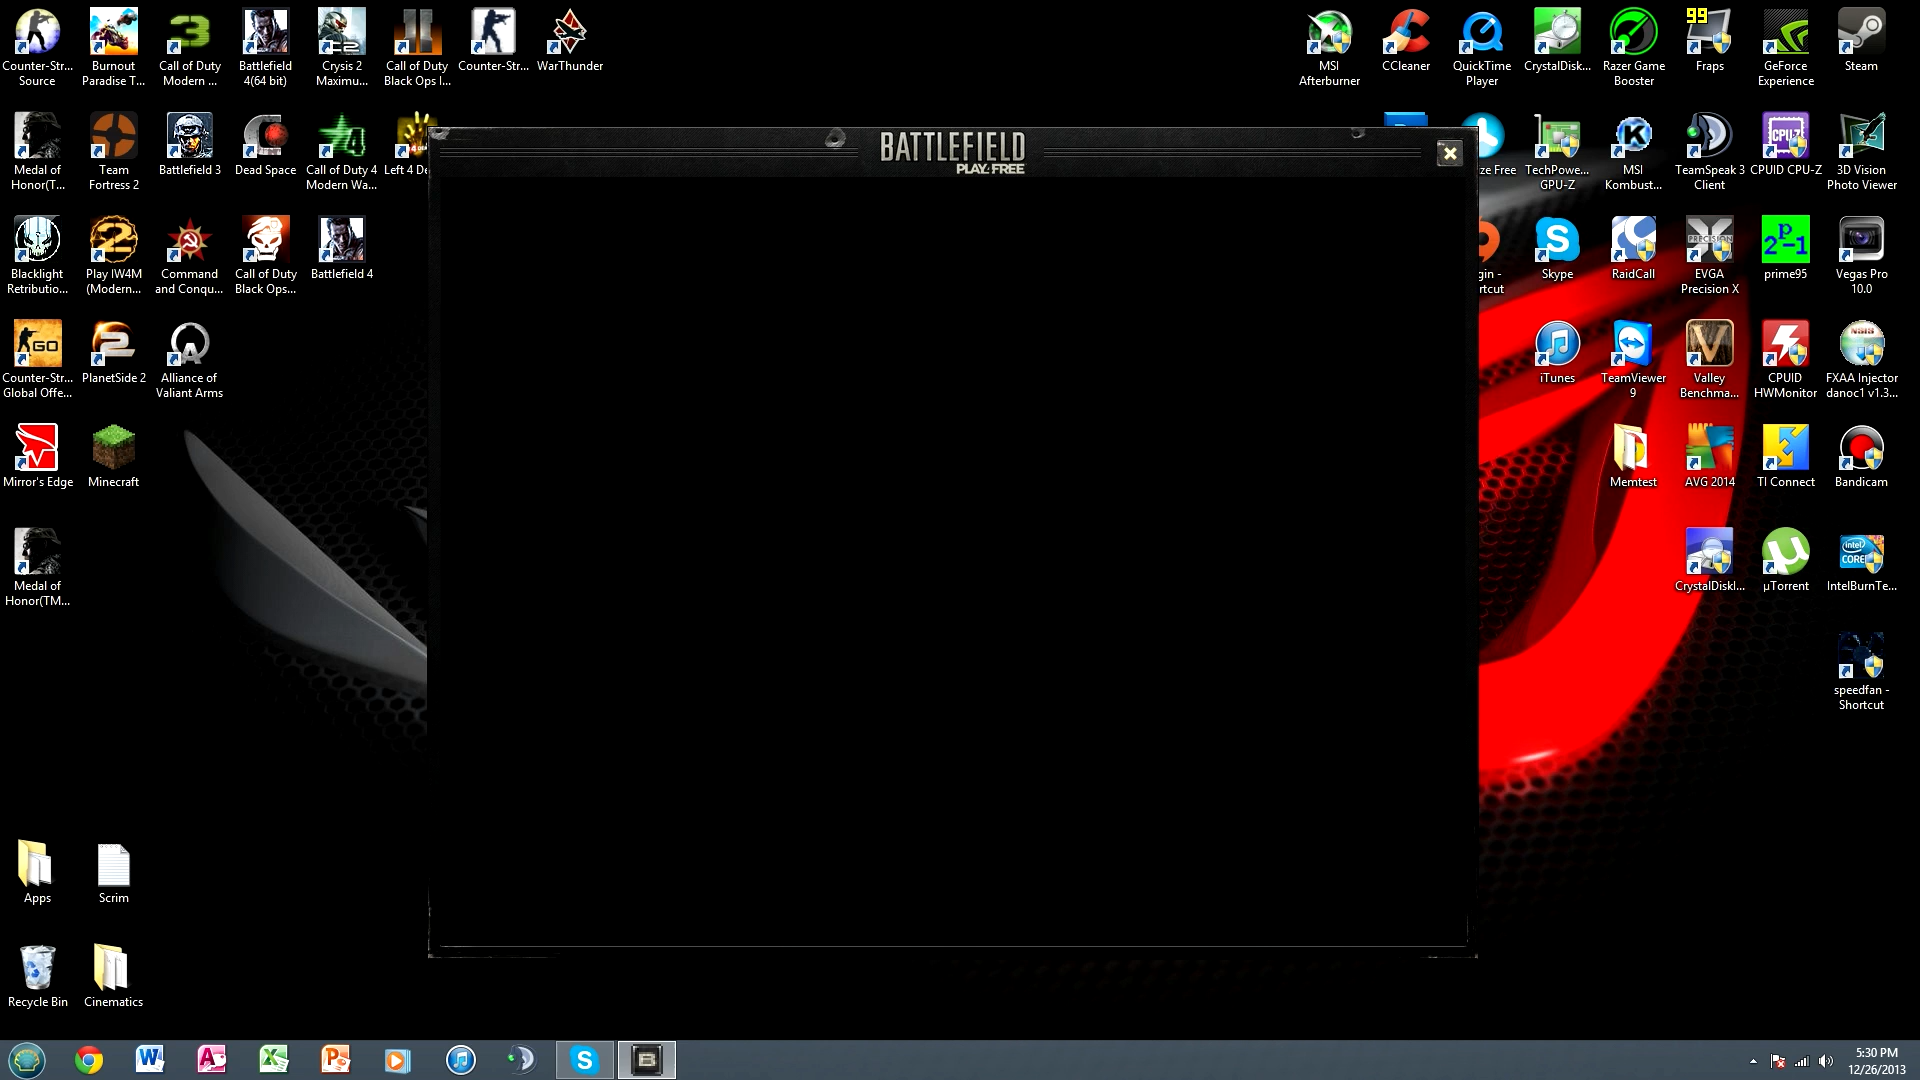 Counter-Str...
Source
Burnout
Paradise T...
Call of Duty
Modern ...
Battlefield
4(64 bit)
Crysis 2
Maximu...
Call of Duty
Black Ops I...
Counter-Str...
WarThunder
MSI
Afterburner
CCleaner
QuickTime
Player
CrystalDisk...
Razer Game
Booster
99
Fraps
GeForce
Experience
Steam
Medal of
Honor(T...
Team
Fortress 2
Battlefield 3
Dead Space
Call of Duty 4
Modern Wa...
Left 4 De
BATTLEFIELD
PLAY4FREE
ze Free
TechPowe...
GPU-Z
MSI
Kombust...
TeamSpeak 3
Client
CPUID CPU-Z
3D Vision
Photo Viewer
Blacklight
Retributio...
Play IW4M
(Modern...
Command
and Conqu...
Call of Duty
Black Ops...
Battlefield 4
gin -
rtcut
Skype
RaidCall
PRECISION
EVGA
Precision X
2p-1
prime95
Vegas Pro
10.0
GO
Counter-Str...
Global Offe...
PlanetSide 2
Alliance of
Valiant Arms
iTunes
TeamViewer
9
Valley
Benchma...
CPUID
HWMonitor
FXAA Injector
danoc1 v1.3...
Mirror's Edge
Minecraft
Memtest
AVG 2014
TI Connect
Bandicam
Medal of
Honor(TM...
CrystalDiskI...
µTorrent
intel
CORE
IntelBurnTe...
speedfan -
Shortcut
Apps
Scrim
Recycle Bin
Cinematics
5:30 PM
12/26/2013